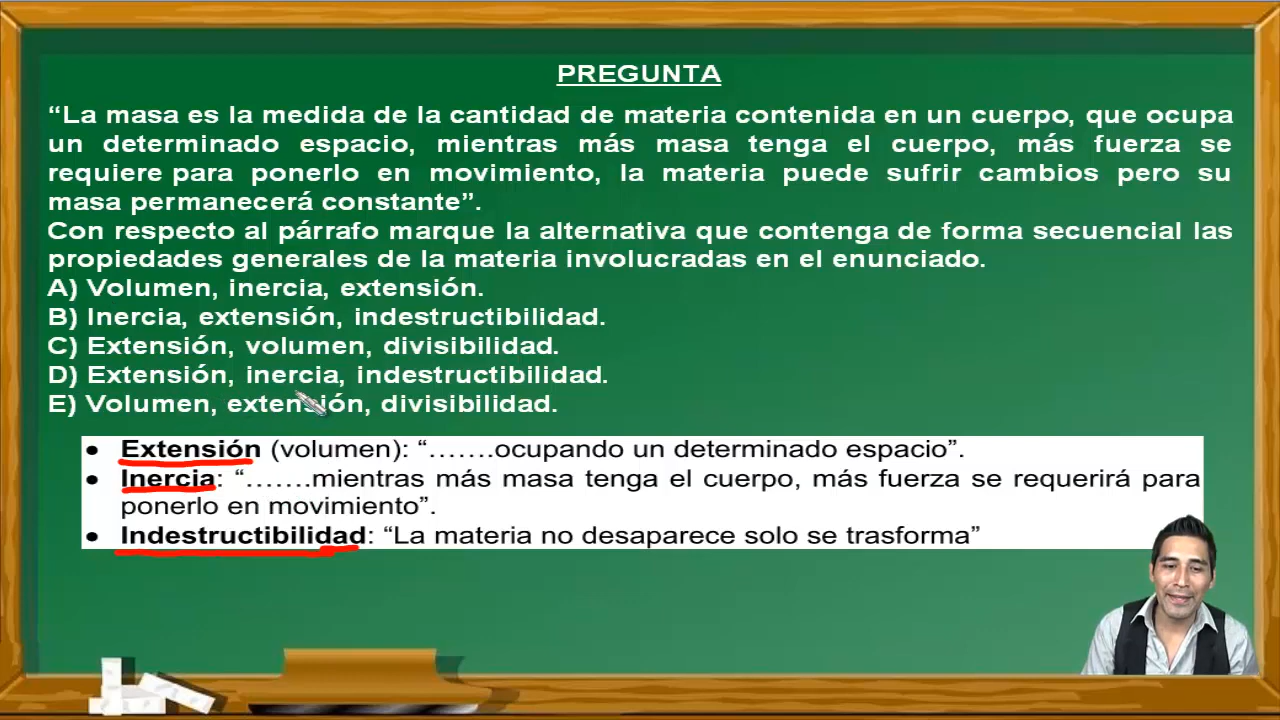 PREGUNTA
“La masa es la medida de la cantidad de materia contenida en un cuerpo, que ocupa
un determinado espacio, mientras más masa tenga el cuerpo, más fuerza se
requiere para ponerlo en movimiento, la materia puede sufrir cambios pero su
masa permanecerá constante”.
Con respecto al párrafo marque la alternativa que contenga de forma secuencial las
propiedades generales de la materia involucradas en el enunciado.
A) Volumen, inercia, extensión.
B) Inercia, extensión, indestructibilidad.
C) Extensión, volumen, divisibilidad.
D) Extensión, inercia, indestructibilidad.
E) Volumen, extensión, divisibilidad.
• Extensión (volumen): “…….ocupando un determinado espacio”.
• Inercia: “…….mientras más masa tenga el cuerpo, más fuerza se requerirá para
ponerlo en movimiento”.
• Indestructibilidad: “La materia no desaparece solo se trasforma”